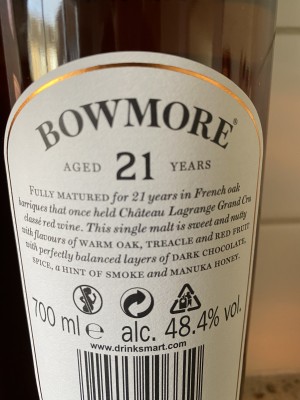 BOWMORE®
AGED 21 YEARS
FULLY MATURED for 21 years in French oak
barriques that once held Château Lagrange Grand Cru
classé red wine. This single malt is sweet and nutty
with flavours of WARM OAK, TREACLE and RED FRUIT
with perfectly balanced layers of DARK CHOCOLATE,
SPICE, a HINT OF SMOKE and MANUKA HONEY.
700 ml e alc. 48.4% vol.
www.drinksmart.com